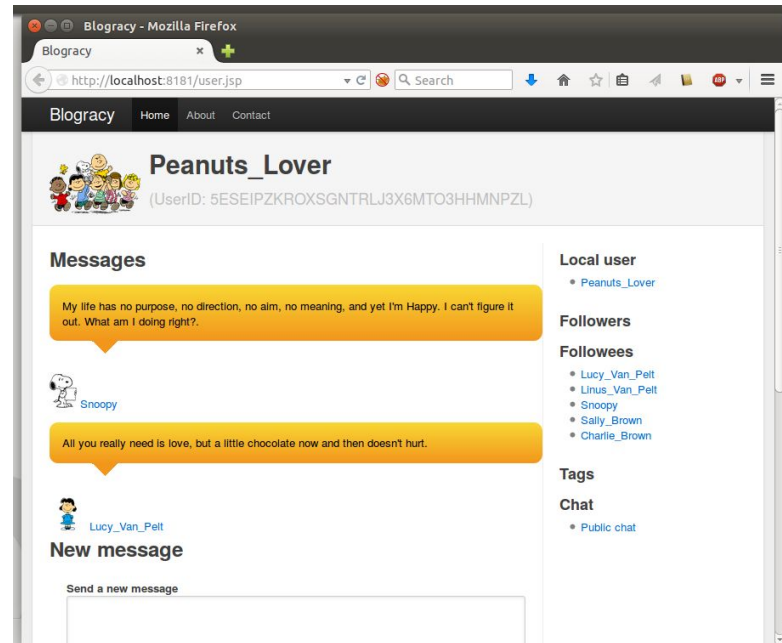 Blogracy - Mozilla Firefox
Blogracy
http://localhost:8181/user.jsp
Search
ABP
Blogracy Home About Contact
Peanuts_Lover
(UserID: 5ESEIPZKROXSGNTRLJ3X6MTO3HHMNPZL)
Messages
My life has no purpose, no direction, no aim, no meaning, and yet I'm Happy. I can't figure it
out. What am I doing right?.
Snoopy
All you really need is love, but a little chocolate now and then doesn't hurt.
Lucy_Van_Pelt
New message
Send a new message
Local user
Peanuts_Lover
Followers
Followees
Lucy_Van_Pelt
Linus_Van_Pelt
Snoopy
Sally_Brown
Charlie_Brown
Tags
Chat
Public chat